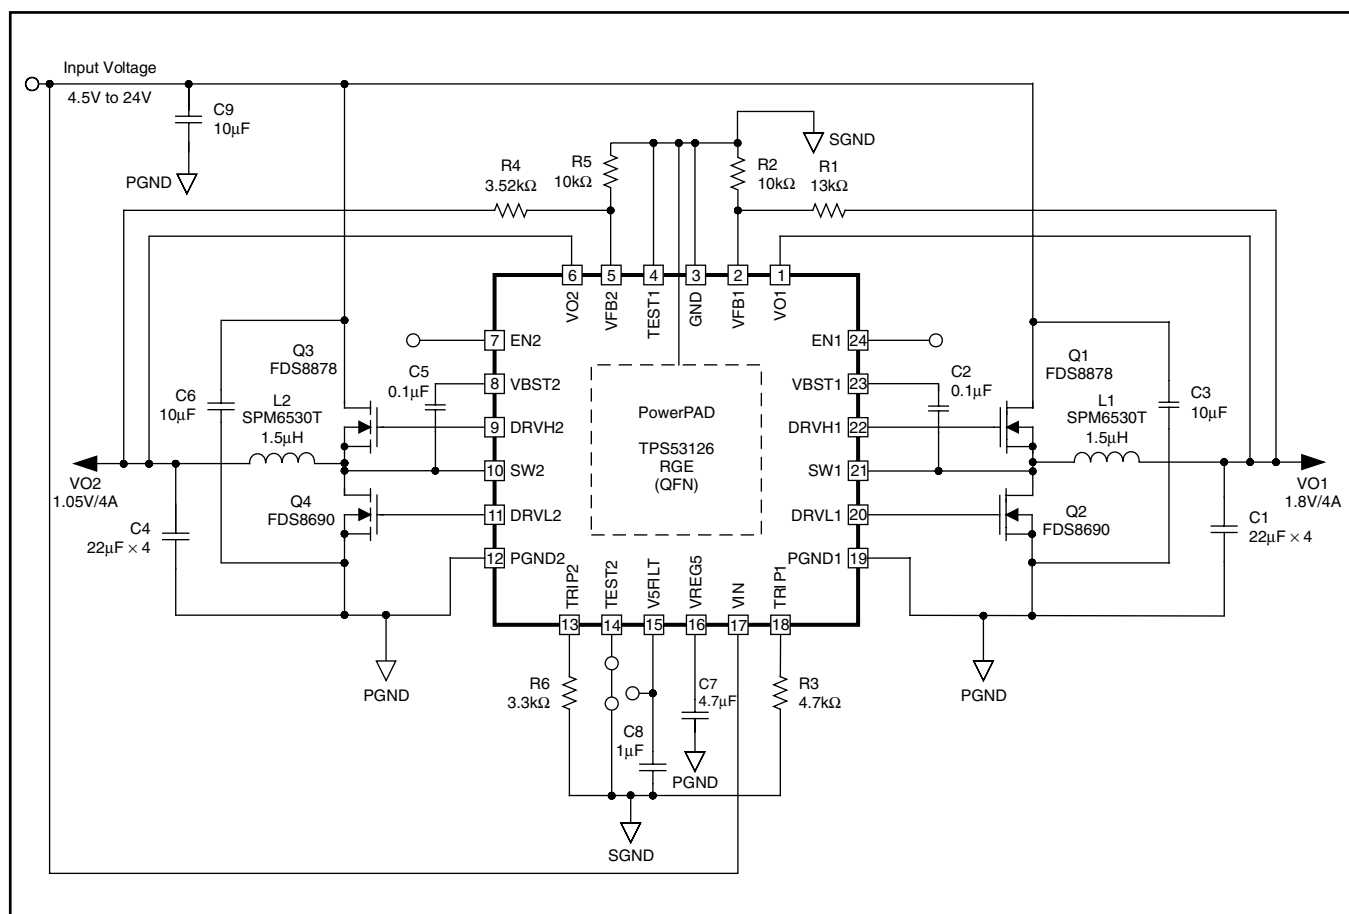 Input Voltage
4.5V to 24V
C9
10μF
PGND
SGND
R4
3.52kΩ
R5
10kΩ
R2
10kΩ
R1
13kΩ
6
5
4
3
2
1
VO2
VFB2
TEST1
GND
VFB1
VO1
7
EN2
8
VBST2
9
DRVH2
10
SW2
11
DRVL2
12
PGND2
EN1
24
VBST1
23
DRVH1
22
SW1
21
DRVL1
20
PGND1
19
PowerPAD
TPS53126
RGE
(QFN)
Q3
FDS8878
C5
0.1μF
C6
10μF
L2
SPM6530T
1.5μH
VO2
1.05V/4A
Q4
FDS8690
C4
22μF × 4
PGND
C2
0.1μF
Q1
FDS8878
L1
SPM6530T
1.5μH
C3
10μF
VO1
1.8V/4A
Q2
FDS8690
C1
22μF × 4
PGND
TRIP2
TEST2
V5FILT
VREG5
VIN
TRIP1
13
14
15
16
17
18
R6
3.3kΩ
C8
1μF
C7
4.7μF
PGND
R3
4.7kΩ
SGND